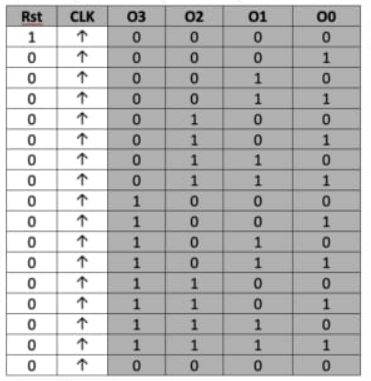 Rst CLK O3 O2 O1 O0
1 ↑ 0 0 0 0
0 ↑ 0 0 0 1
0 ↑ 0 0 1 0
0 ↑ 0 0 1 1
0 ↑ 0 1 0 0
0 ↑ 0 1 0 1
0 ↑ 0 1 1 0
0 ↑ 0 1 1 1
0 ↑ 1 0 0 0
0 ↑ 1 0 0 1
0 ↑ 1 0 1 0
0 ↑ 1 0 1 1
0 ↑ 1 1 0 0
0 ↑ 1 1 0 1
0 ↑ 1 1 1 0
0 ↑ 1 1 1 1
0 ↑ 0 0 0 0